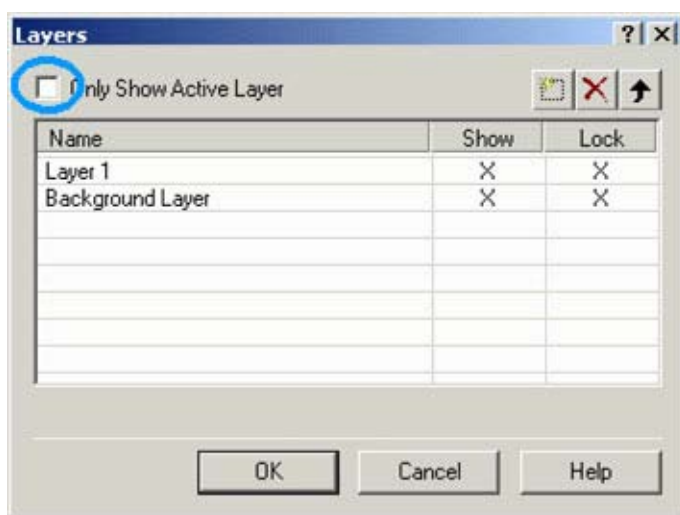 Layers
Only Show Active Layer
Name Show Lock
Layer 1 X X
Background Layer X X
OK Cancel Help